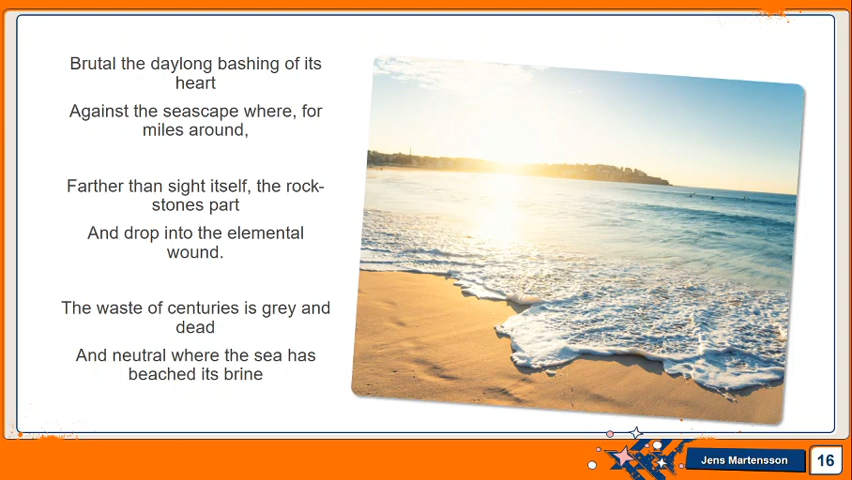 Brutal the daylong bashing of its
heart
Against the seascape where, for
miles around,
Farther than sight itself, the rock-
stones part
And drop into the elemental
wound.
The waste of centuries is grey and
dead
And neutral where the sea has
beached its brine
Jens Martensson
16